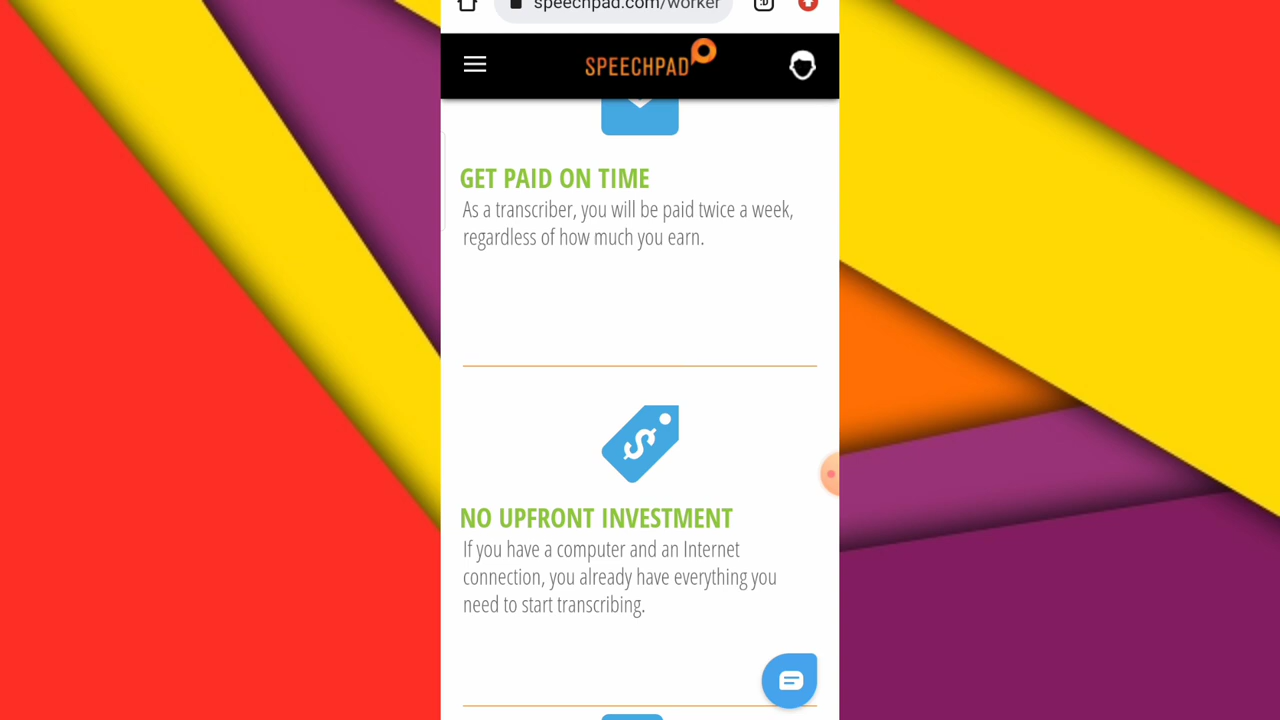 speechpad.com/worker
SPEECHPAD
GET PAID ON TIME
As a transcriber, you will be paid twice a week,
regardless of how much you earn.
$
NO UPFRONT INVESTMENT
If you have a computer and an Internet
connection, you already have everything you
need to start transcribing.